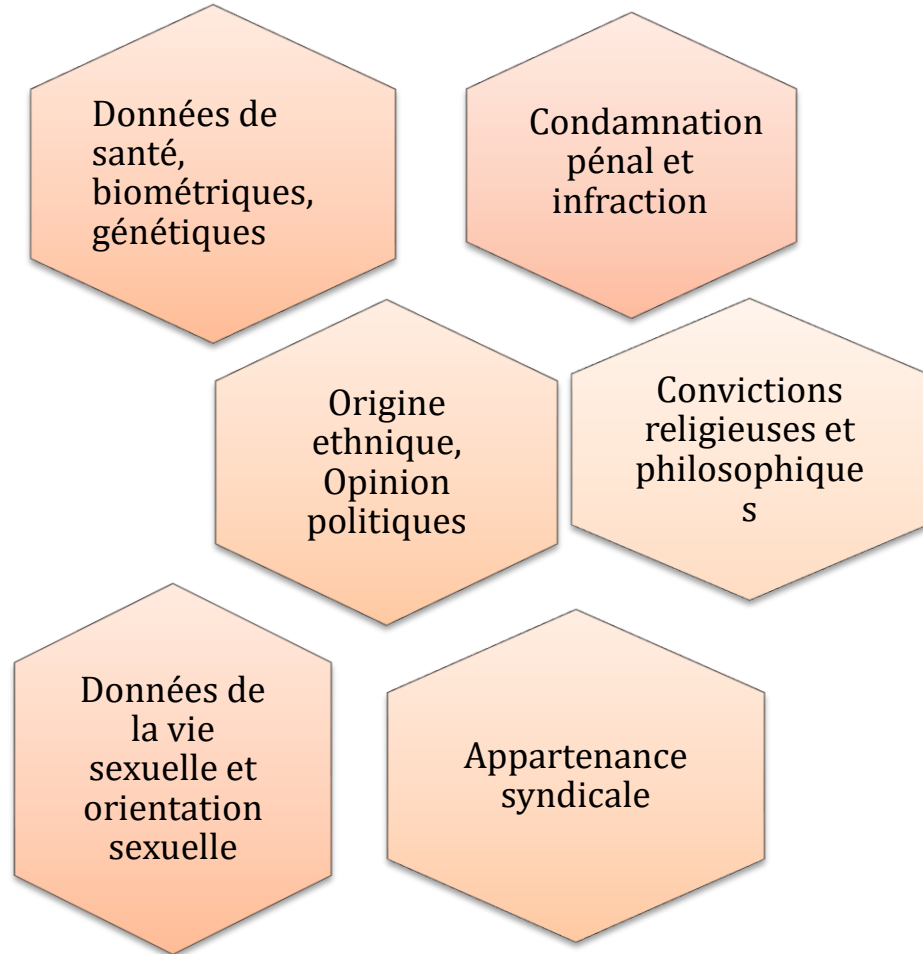 Données de
santé,
biométriques,
génétiques
Condamnation
pénal et
infraction
Origine
ethnique,
Opinion
politiques
Convictions
religieuses et
philosophique
s
Données de
la vie
sexuelle et
orientation
sexuelle
Appartenance
syndicale